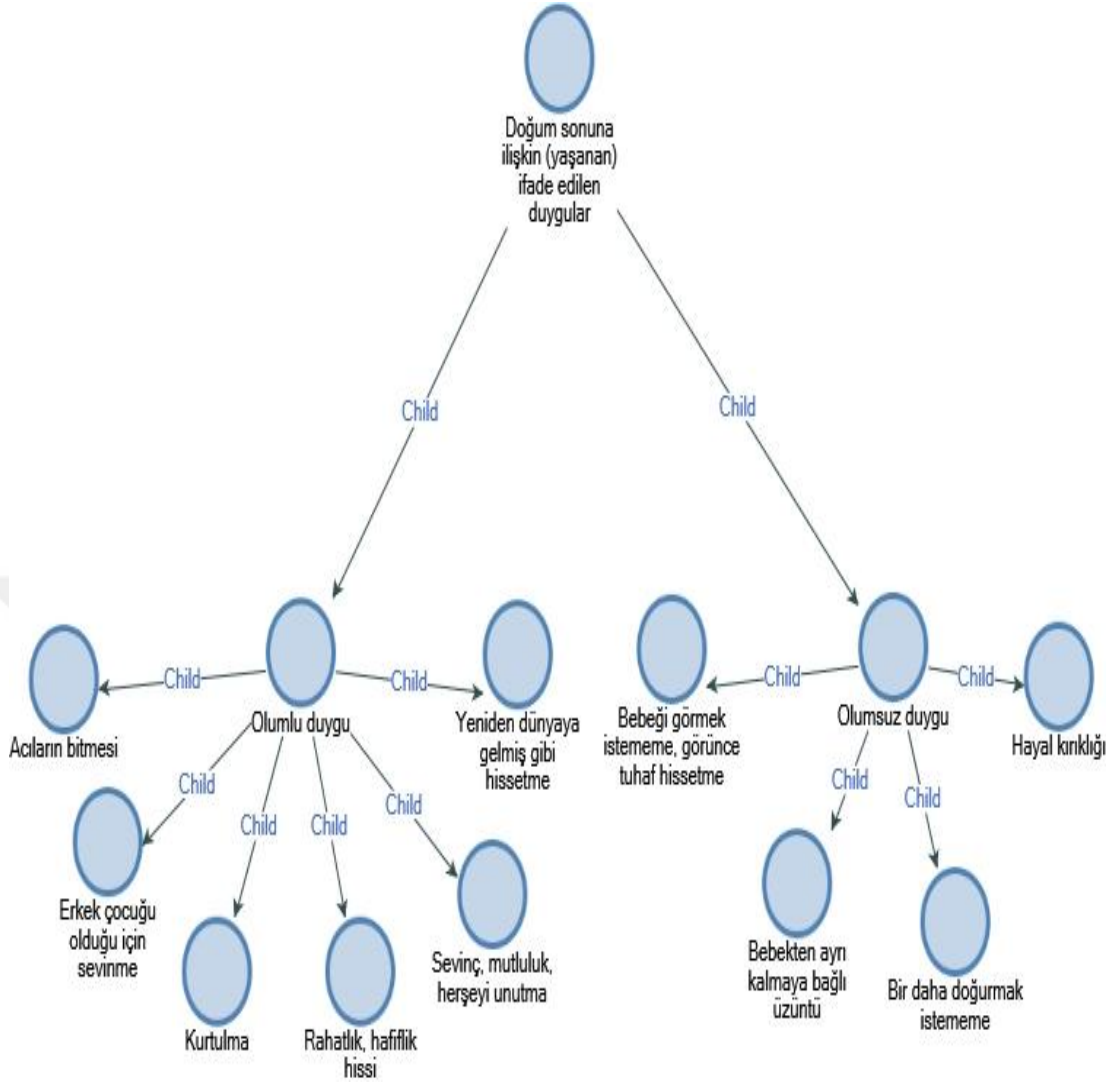 Doğum sonuna
ilişkin (yaşanan)
ifade edilen
duygular
Child
Child
Child
Acıların bitmesi
Olumlu duygu
Child
Yeniden dünyaya
gelmiş gibi
hissetme
Child
Erkek çocuğu
olduğu için
sevinme
Child
Kurtulma
Child
Rahatlık, hafiflik
hissi
Child
Sevinç, mutluluk,
herşeyi unutma
Child
Bebeği görmek
istememe, görünce
tuhaf hissetme
Olumsuz duygu
Child
Hayal kırıklığı
Child
Bebekten ayrı
kalmaya bağlı
üzüntü
Child
Bir daha doğurmak
istememe